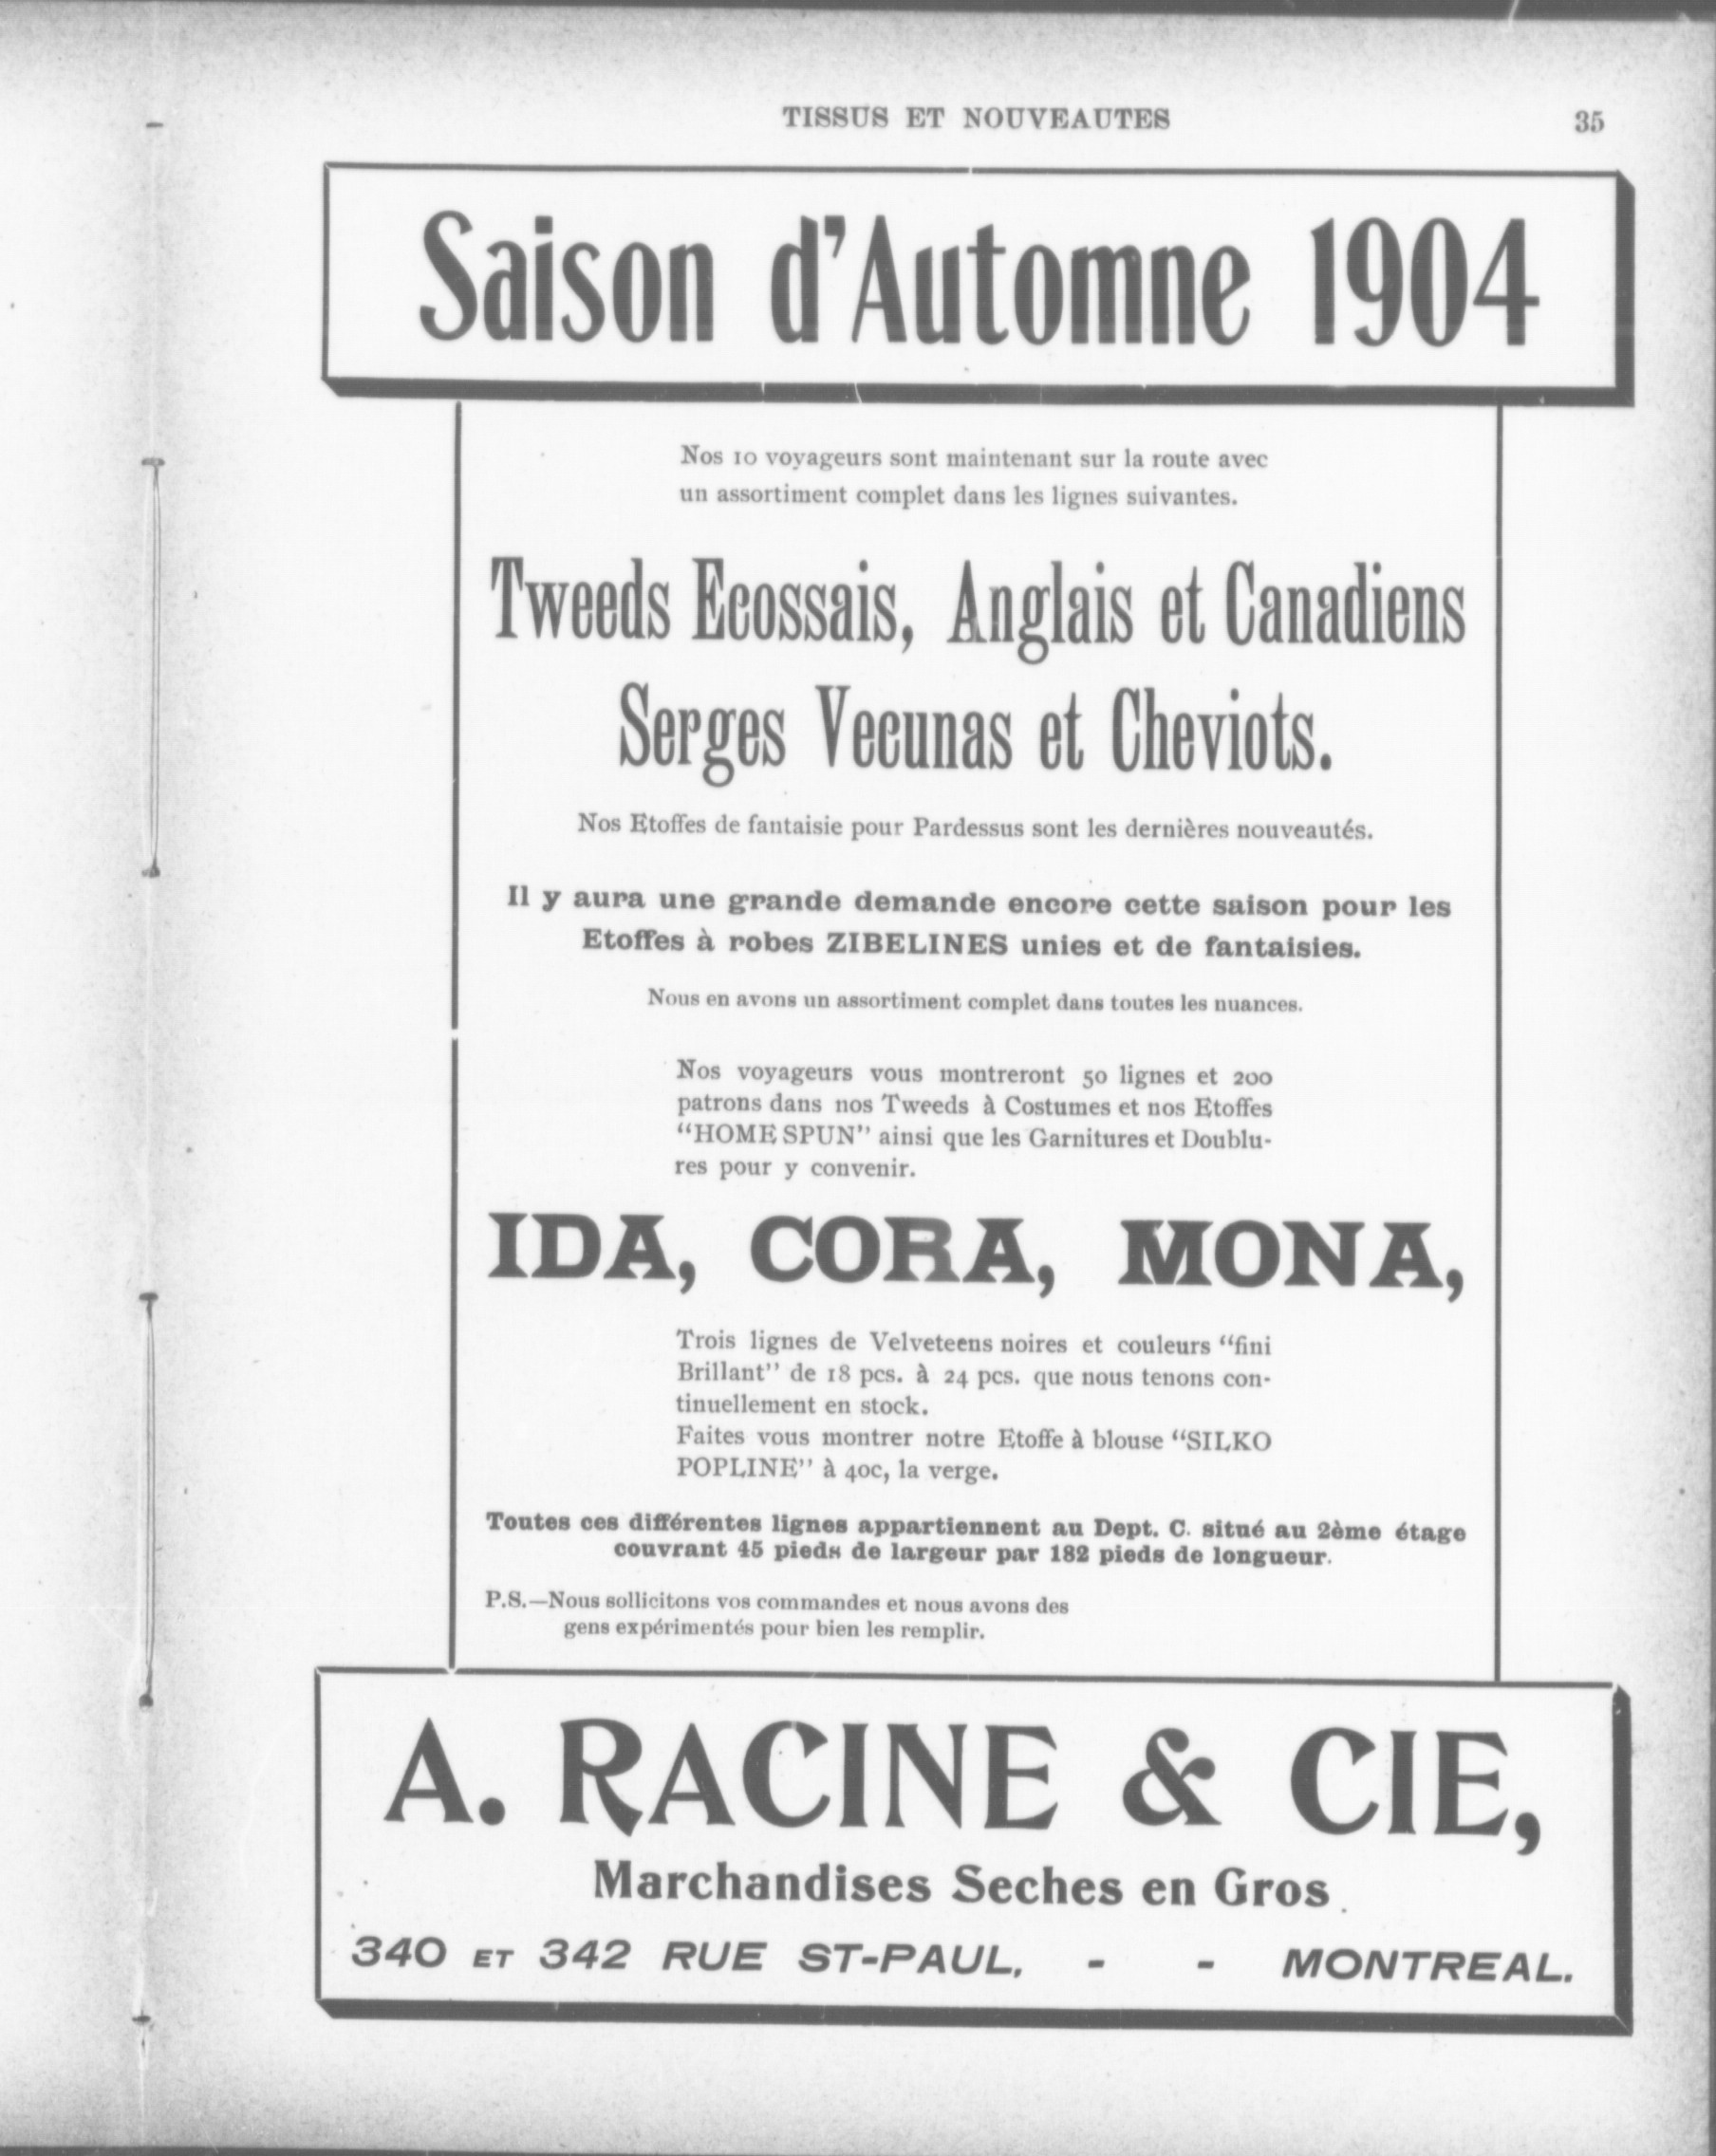 TISSUS ET NOUVEAUTES 35
Saison d'Automne 1904
Nos 10 voyageurs sont maintenant sur la route avec
un assortiment complet dans les lignes suivantes.
Tweeds Ecossais, Anglais et Canadiens
Serges Vecunas et Cheviots.
Nos Etoffes de fantaisie pour Pardessus sont les dernières nouveautés.
Il y aura une grande demande encore cette saison pour les
Etoffes à robes ZIBELINES unies et de fantaisies.
Nous en avons un assortiment complet dans toutes les nuances.
Nos voyageurs vous montreront 50 lignes et 200
patrons dans nos Tweeds à Costumes et nos Etoffes
"HOME SPUN" ainsi que les Garnitures et Doublu-
res pour y convenir.
IDA, CORA, MONA,
Trois lignes de Velveteens noires et couleurs "fini
Brillant" de 18 pcs. à 24 pcs. que nous tenons con-
tinuellement en stock.
Faites vous montrer notre Etoffe à blouse "SILKO
POPLINE" à 40c, la verge.
Toutes ces différentes lignes appartiennent au Dept. C. situé au 2ème étage
couvrant 45 pieds de largeur par 182 pieds de longueur.
P.S.—Nous sollicitons vos commandes et nous avons des
gens expérimentés pour bien les remplir.
A. RACINE & CIE,
Marchandises Seches en Gros
340 ET 342 RUE ST-PAUL, - - MONTREAL.